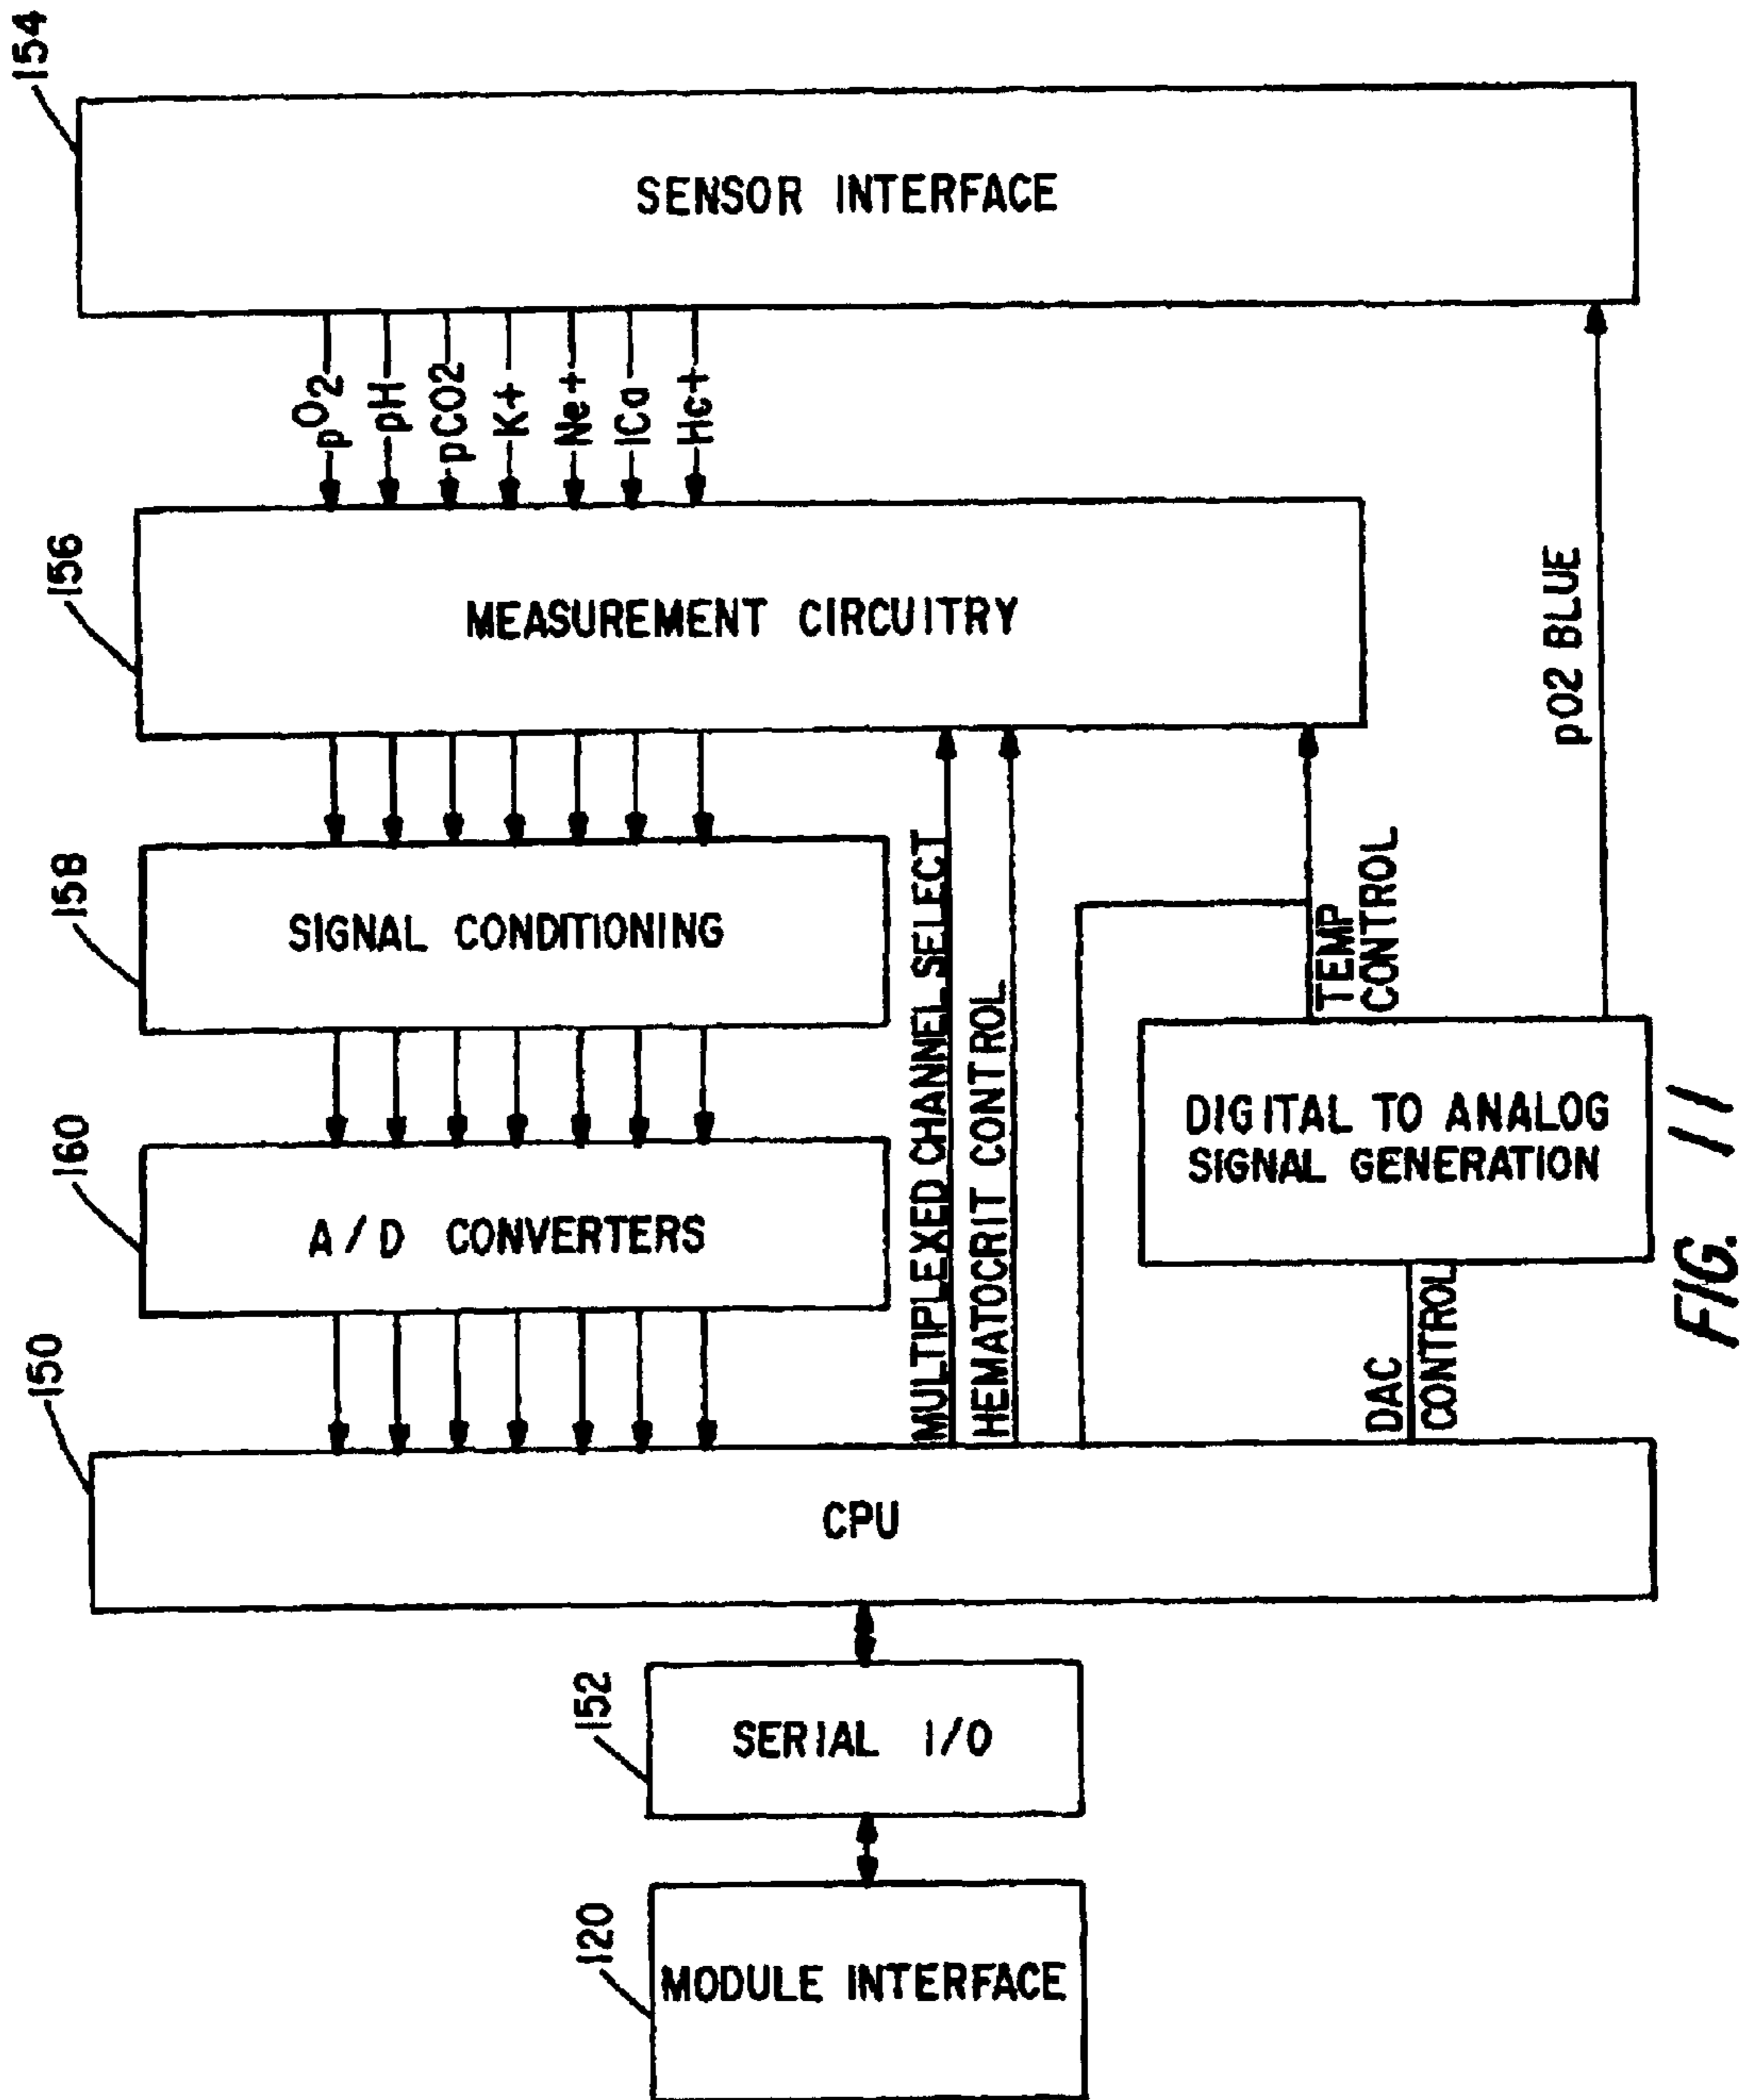 154
SENSOR INTERFACE
pO2
pH
pCO2
K+
Ne+
ICa
Hct
156
MEASUREMENT CIRCUITRY
pO2 BLUE
158
SIGNAL CONDITIONING
MULTIPLEXED CHANNEL SELECT
HEMATOCRIT CONTROL
TEMP
CONTROL
160
A/D CONVERTERS
DIGITAL TO ANALOG
SIGNAL GENERATION
DAC
CONTROL
150
CPU
152
SERIAL I/O
120
MODULE INTERFACE
FIG. 11